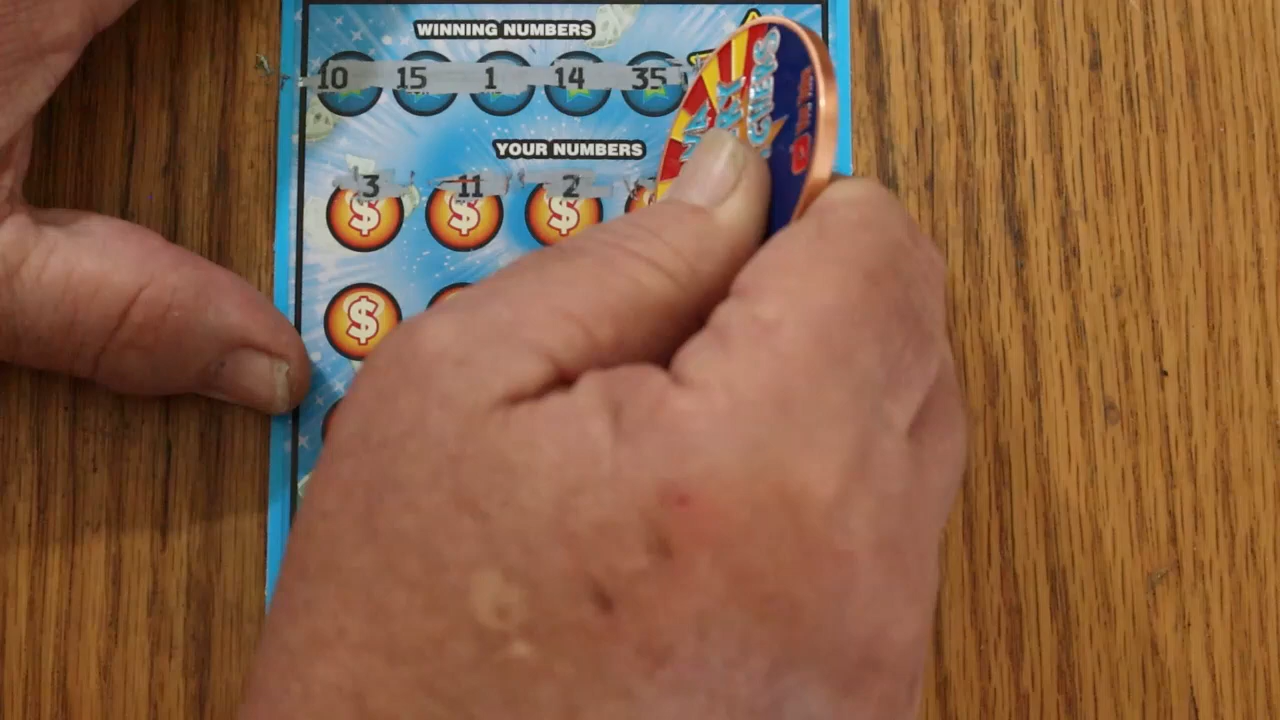 WINNING NUMBERS
10 15 1 14 35
YOUR NUMBERS
3 11 2
$ $ $
$